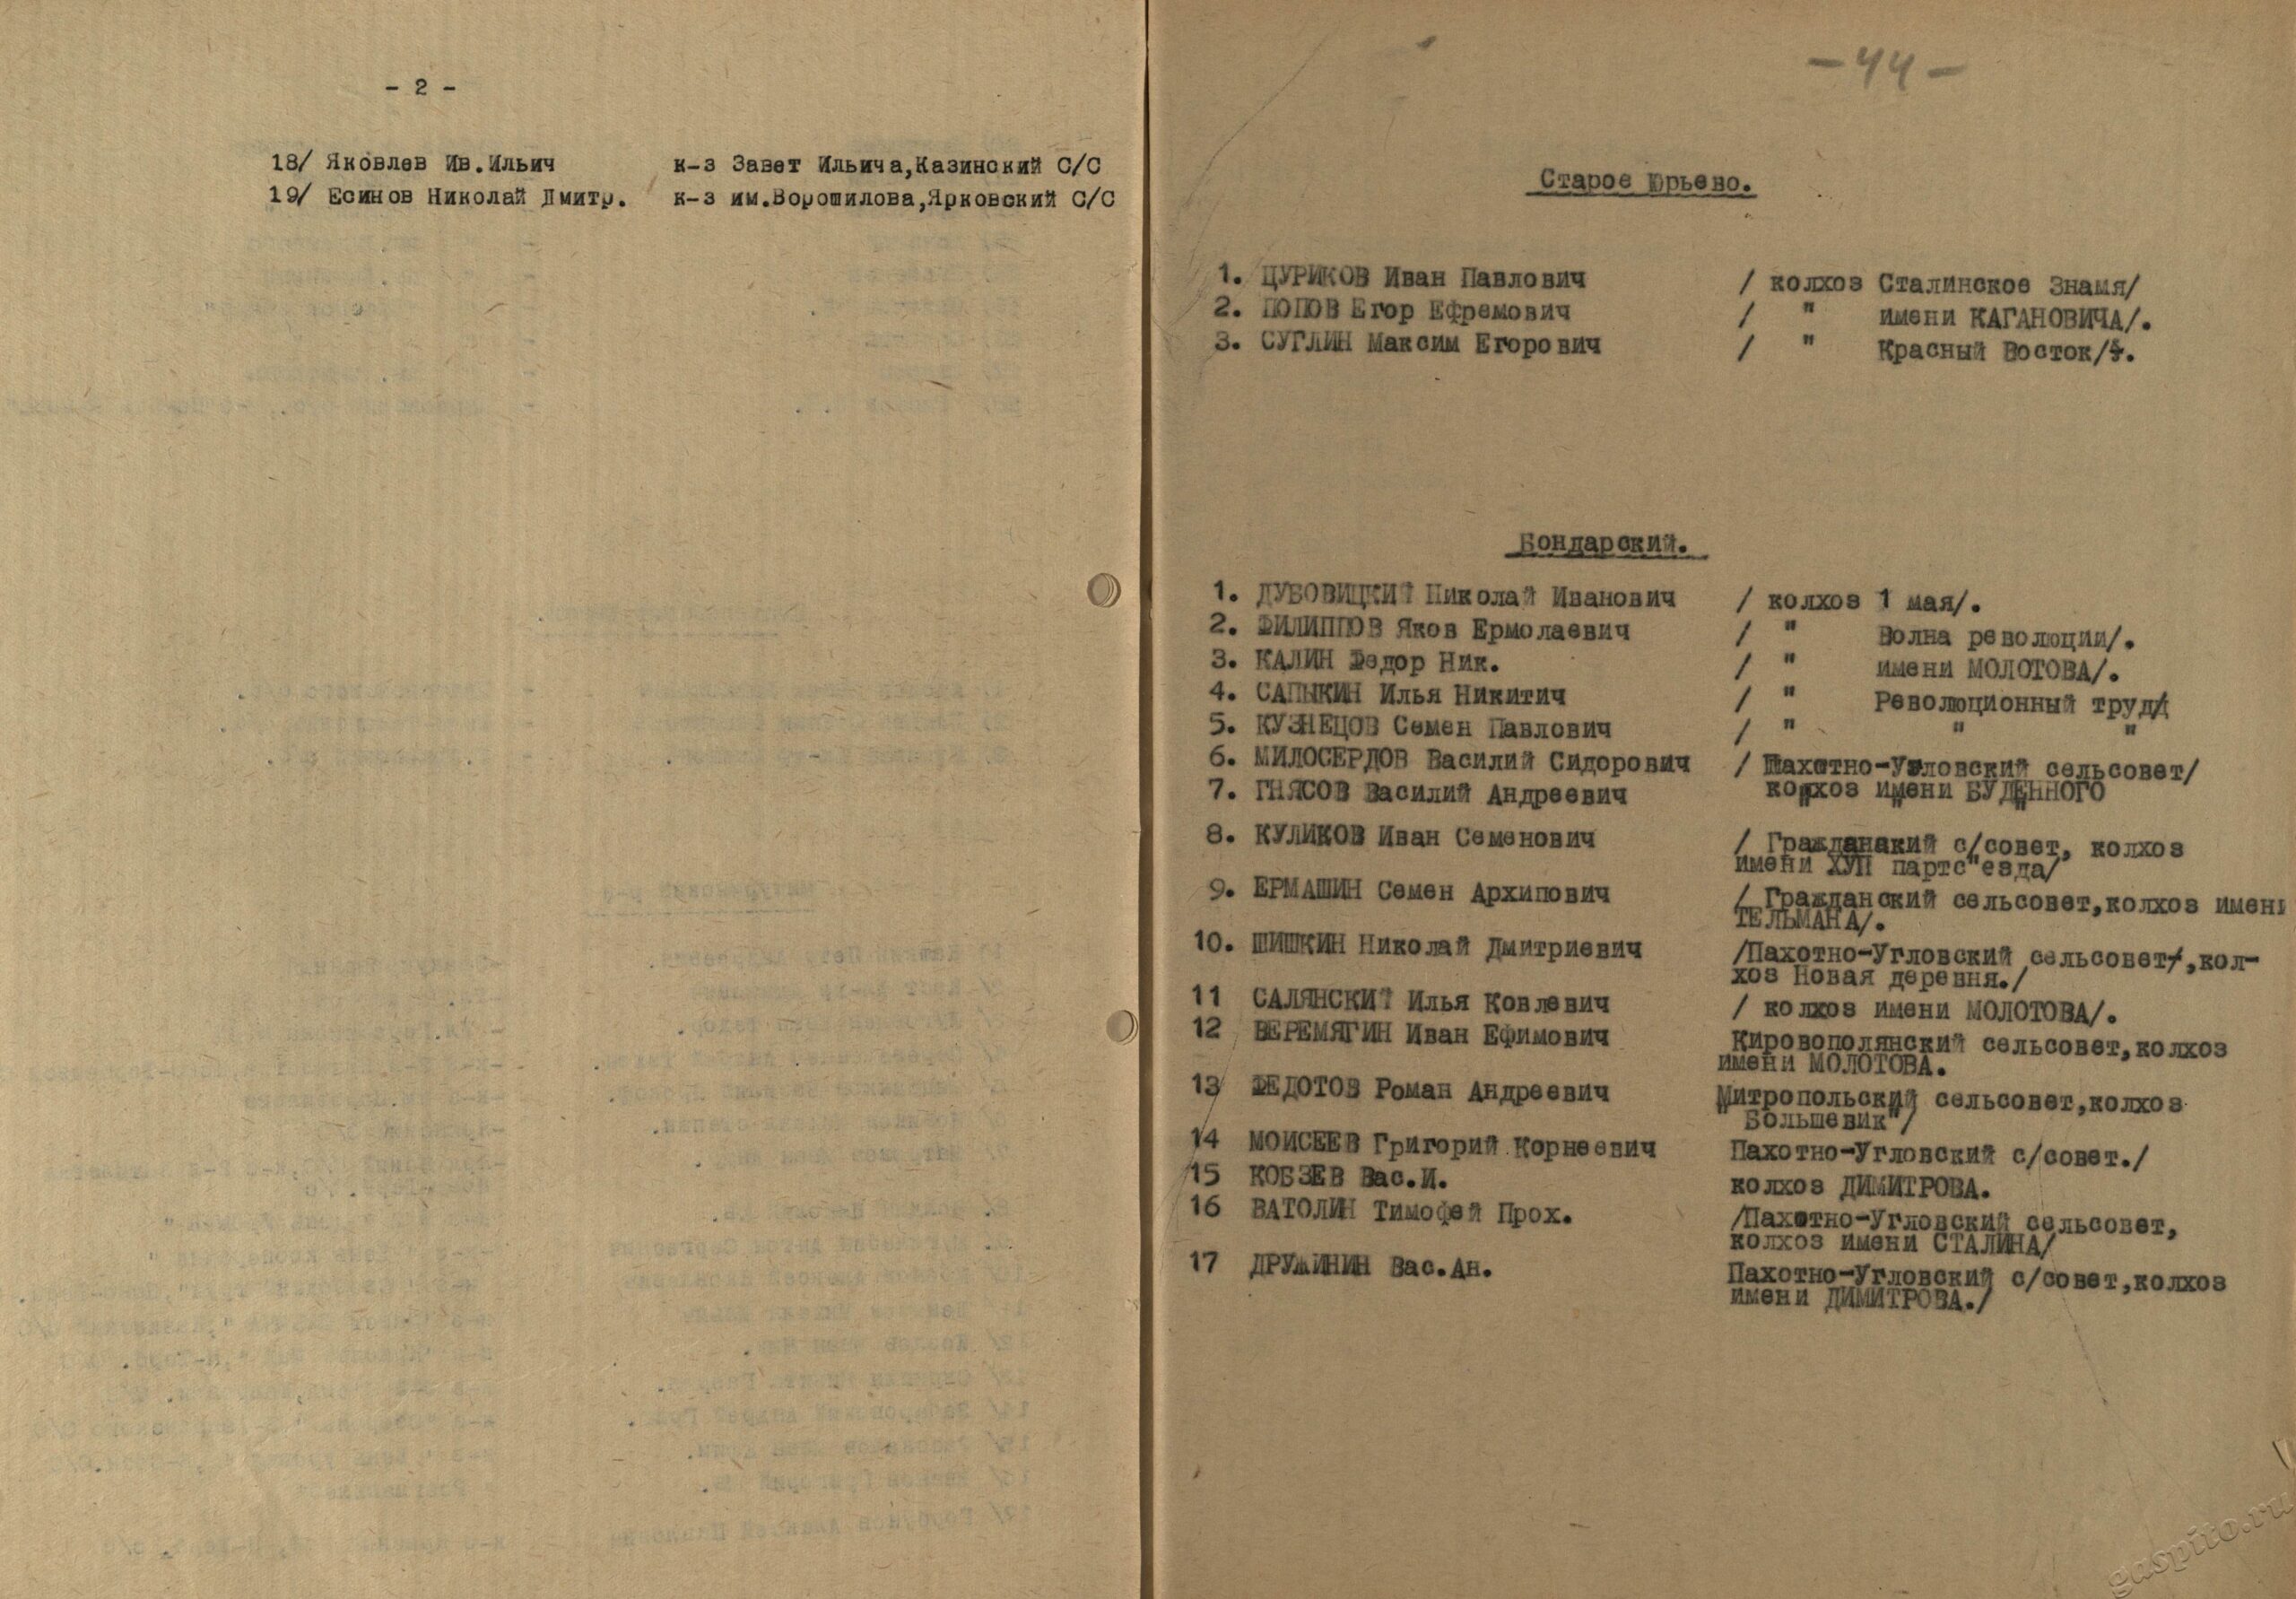 - 2 -
18/ Яковлев Ив.Ильич к-з Завет Ильича,Казинский С/С
19/ Есинов Николай Дмитр. к-з им.Ворошилова,Ярковский С/С
-44-
Старое Юрьево.
1. ЦУРИКОВ Иван Павлович / колхоз Сталинское Знамя/
2. ПОПОВ Егор Ефремович / " имени КАГАНОВИЧА/.
3. СУГЛИН Максим Егорович / " Красный Восток/.
Бондарский.
1. ДУБОВИЦКИЙ Николай Иванович / колхоз 1 мая/.
2. ФИЛИППОВ Яков Ермолаевич / " Волна революции/.
3. КАЛИН Федор Ник. / " имени МОЛОТОВА/.
4. САПЫКИН Илья Никитич / " Революционный труд/
5. КУЗНЕЦОВ Семен Павлович / " " "
6. МИЛОСЕРДОВ Василий Сидорович / Пахотно-Угловский сельсовет/
7. ГНЯСОВ Василий Андреевич колхоз имени БУДЕННОГО
8. КУЛИКОВ Иван Семенович / Гражданский с/совет, колхоз
имени ХУП партс"езда/
9. ЕРМАШИН Семен Архипович / Гражданский сельсовет,колхоз имени
ТЕЛЬМАНА/.
10. ШИШКИН Николай Дмитриевич /Пахотно-Угловский сельсовет/,кол-
хоз Новая деревня./
11 САЛЯНСКИЙ Илья Ковлевич / колхоз имени МОЛОТОВА/.
12 ВЕРЕМЯГИН Иван Ефимович Кировополянский сельсовет,колхоз
имени МОЛОТОВА.
13 ФЕДОТОВ Роман Андреевич Митропольский сельсовет,колхоз
"Большевик"/
14 МОИСЕЕВ Григорий Корнеевич Пахотно-Угловский с/совет./
15 КОБЗЕВ Вас.И. колхоз ДИМИТРОВА.
16 ВАТОЛИН Тимофей Прох. /Пахотно-Угловский сельсовет,
колхоз имени СТАЛИНА/
17 ДРУЖИНИН Вас.Ан. Пахотно-Угловский с/совет,колхоз
имени ДИМИТРОВА./
gaspito.ru